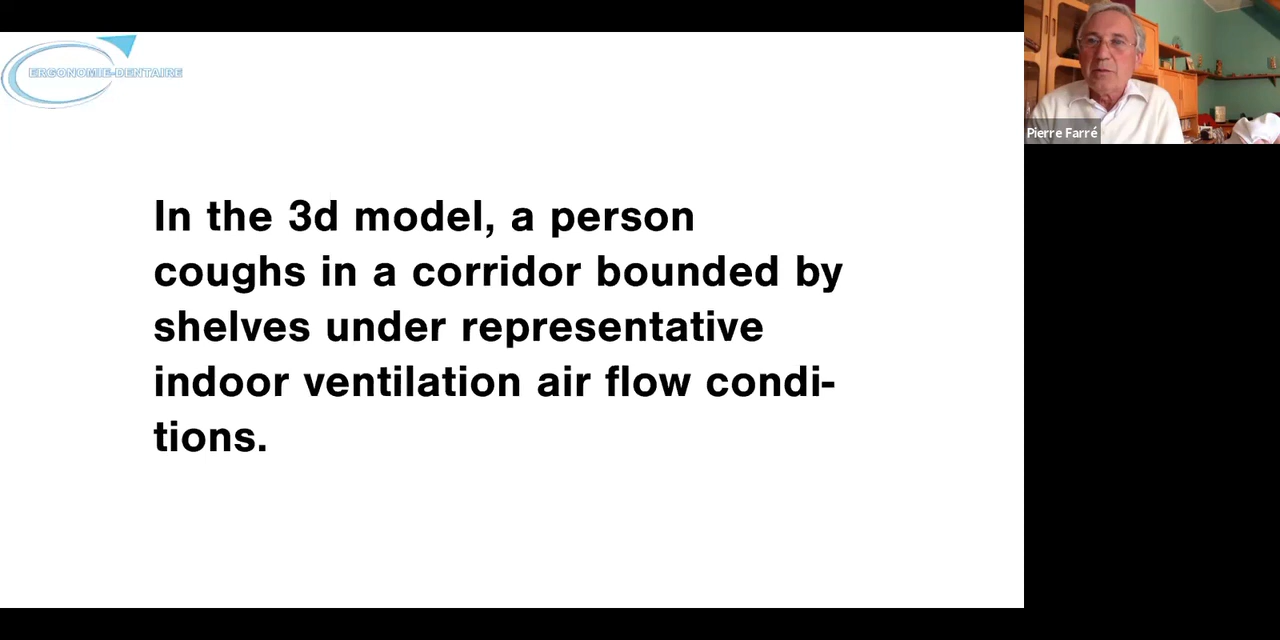 ERGONOMIE-DENTAIRE
In the 3d model, a person
coughs in a corridor bounded by
shelves under representative
indoor ventilation air flow condi-
tions.
Pierre Farré